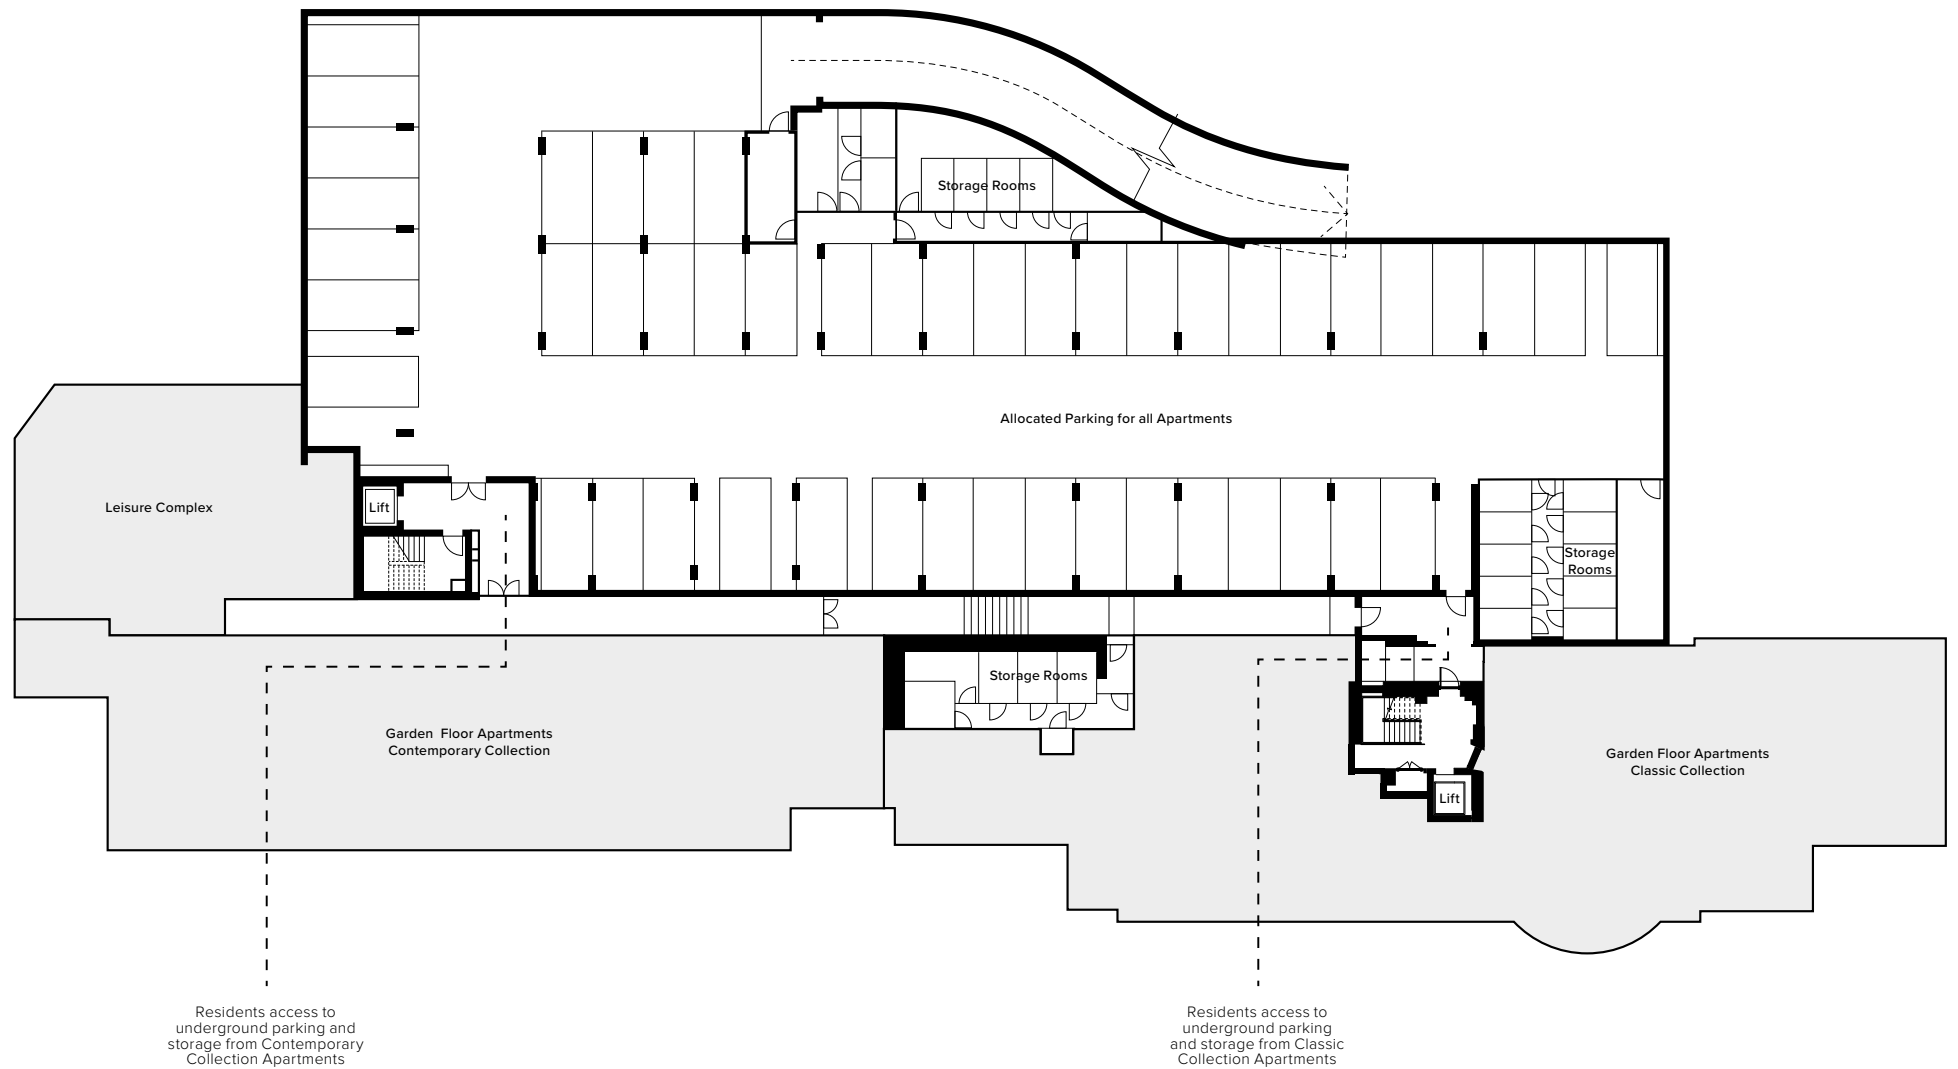 Storage Rooms
Allocated Parking for all Apartments
Leisure Complex
Lift
Storage
Rooms
Storage Rooms
Garden Floor Apartments
Contemporary Collection
Garden Floor Apartments
Classic Collection
Lift
Residents access to
underground parking and
storage from Contemporary
Collection Apartments
Residents access to
underground parking
and storage from Classic
Collection Apartments